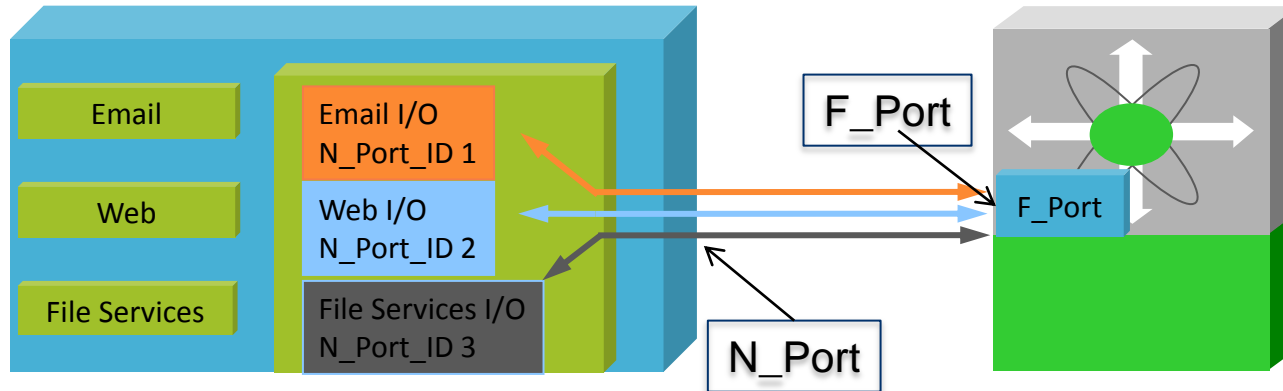 Email
Web
File Services
Email I/O
N_Port_ID 1
Web I/O
N_Port_ID 2
File Services I/O
N_Port_ID 3
F_Port
N_Port
F_Port